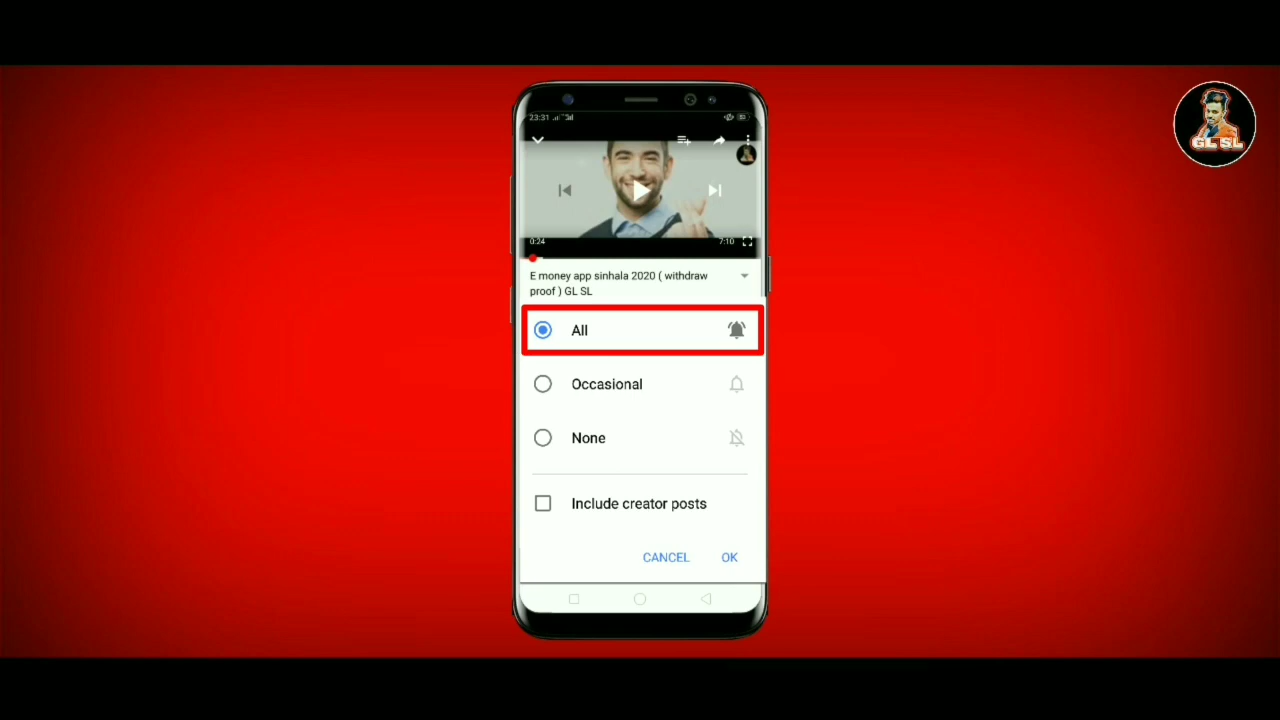 GL SL
23:31
0:24
7:10
E money app sinhala 2020 ( withdraw
proof ) GL SL
All
Occasional
None
Include creator posts
CANCEL
OK